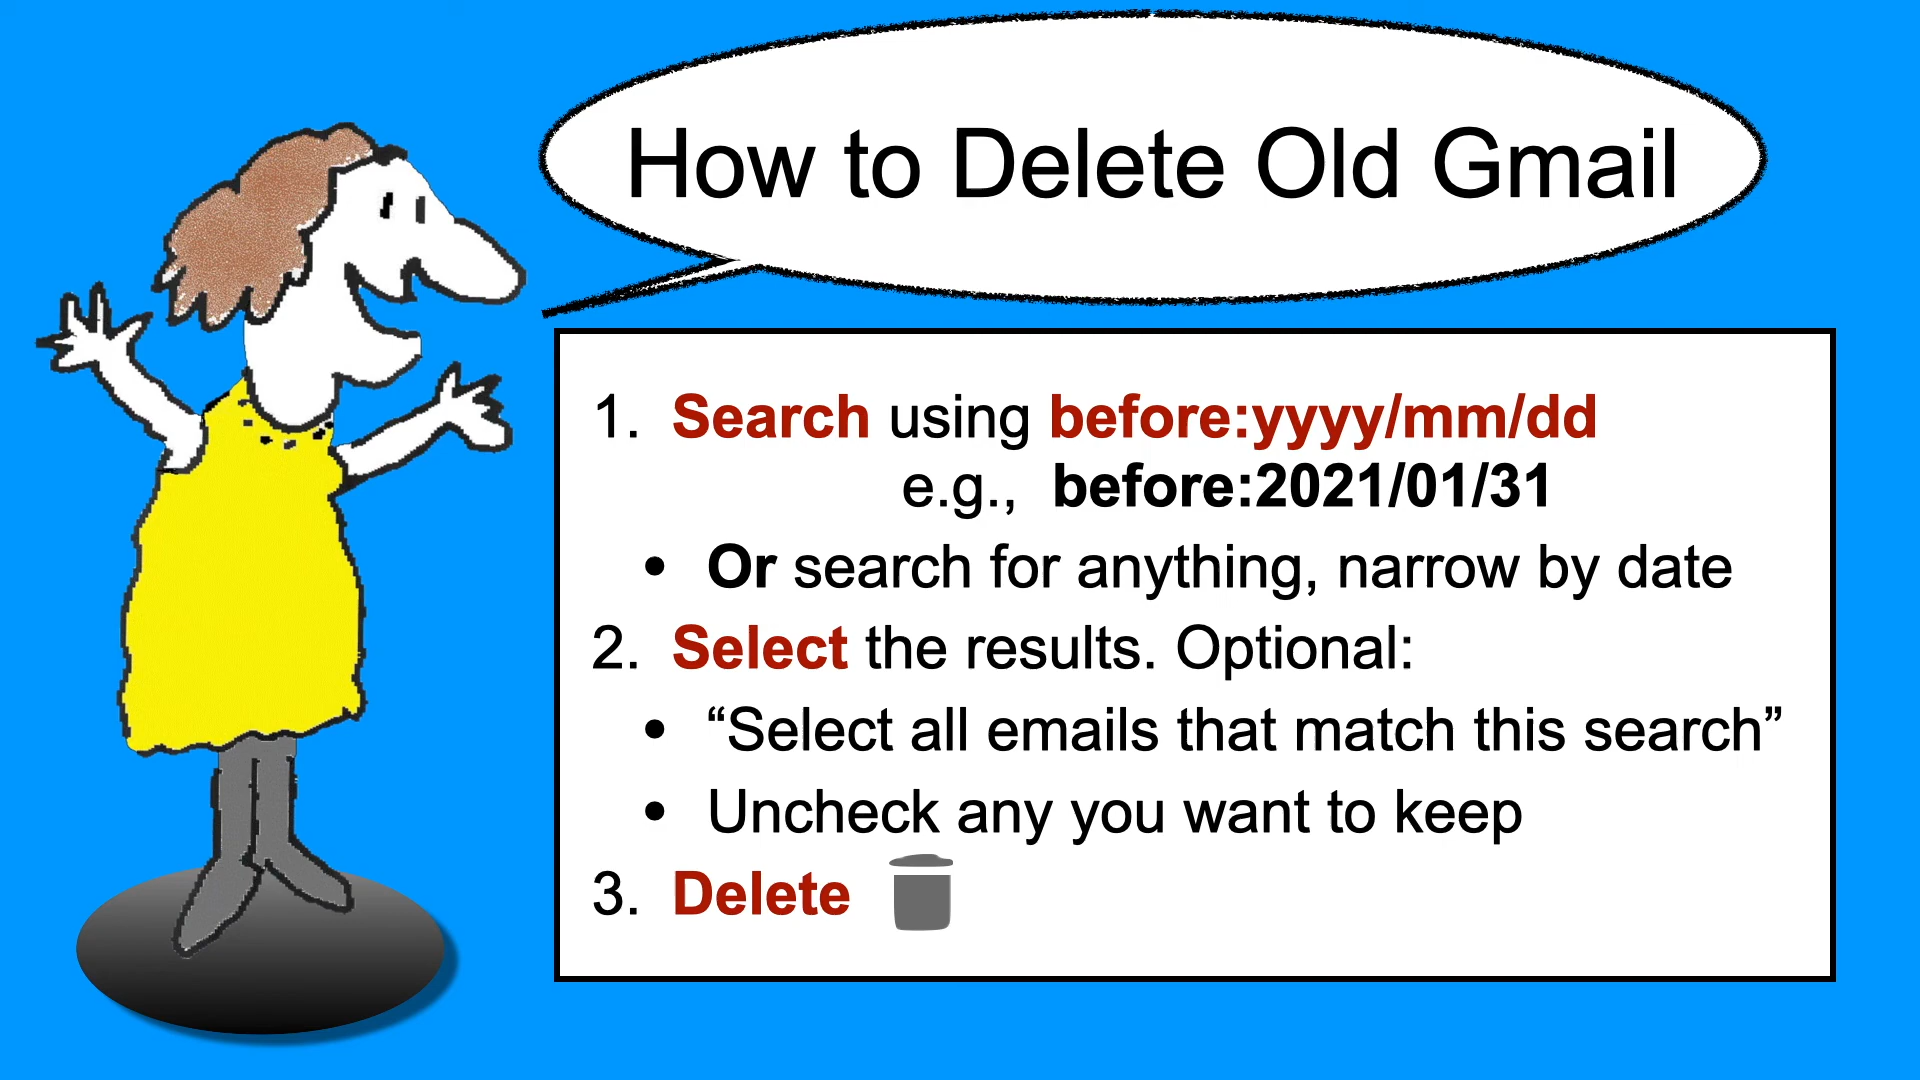 How to Delete Old Gmail
1. Search using before:yyyy/mm/dd
e.g., before:2021/01/31
• Or search for anything, narrow by date
2. Select the results. Optional:
• “Select all emails that match this search”
• Uncheck any you want to keep
3. Delete